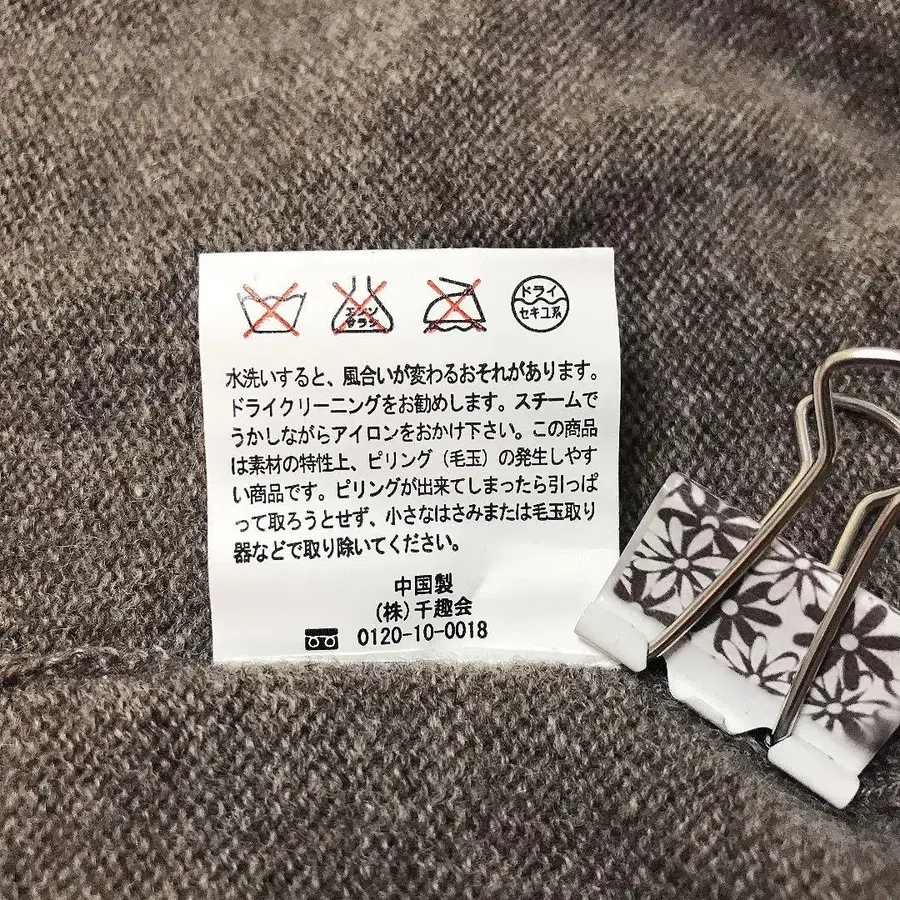 エンソ
サラシ
ドライ
セキユ系
水洗いすると、風合いが変わるおそれがあります。
ドライクリーニングをお勧めします。スチームで
うかしながらアイロンをおかけ下さい。この商品
は素材の特性上、ピリング（毛玉）の発生しやす
い商品です。ピリングが出来てしまったら引っぱ
って取ろうとせず、小さなはさみまたは毛玉取り
器などで取り除いてください。
中国製
(株)千趣会
0120-10-0018